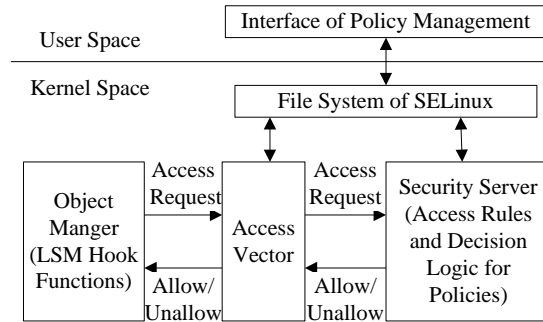 Interface of Policy Management
User Space
Kernel Space
File System of SELinux
Object
Manger
(LSM Hook
Functions)
Access
Request
Allow/
Unallow
Access
Vector
Access
Request
Allow/
Unallow
Security Server
(Access Rules
and Decision
Logic for
Policies)